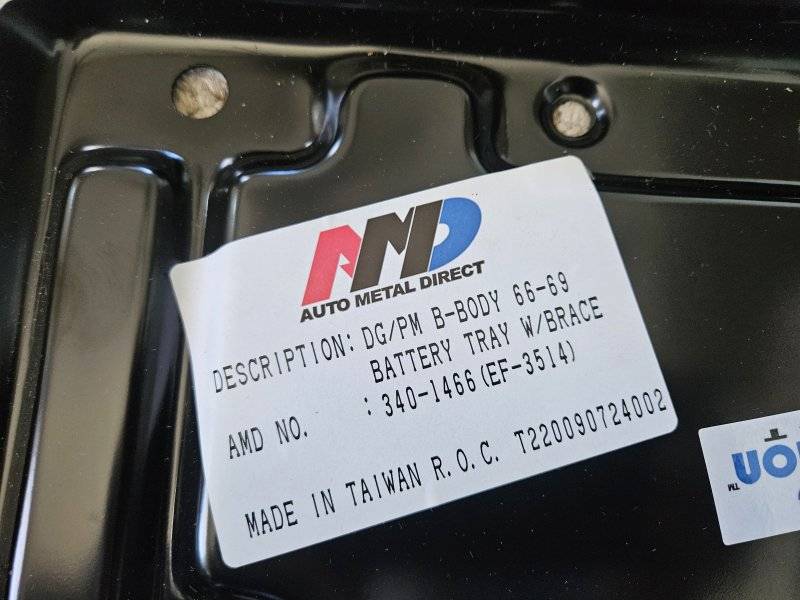 AMD
AUTO METAL DIRECT
DESCRIPTION: DG/PM B-BODY 66-69
BATTERY TRAY W/BRACE
AMD NO. : 340-1466(EF-3514)
MADE IN TAIWAN R.O.C. T220090724002
TM